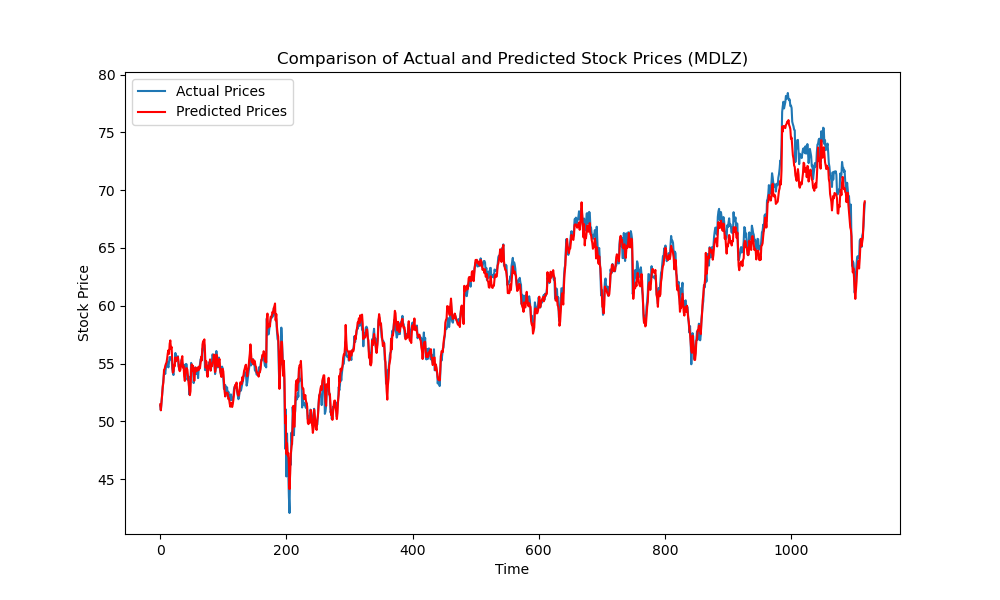 Comparison of Actual and Predicted Stock Prices (MDLZ)
Actual Prices
Predicted Prices
Stock Price
80
75
70
65
60
55
50
45
0 200 400 600 800 1000
Time